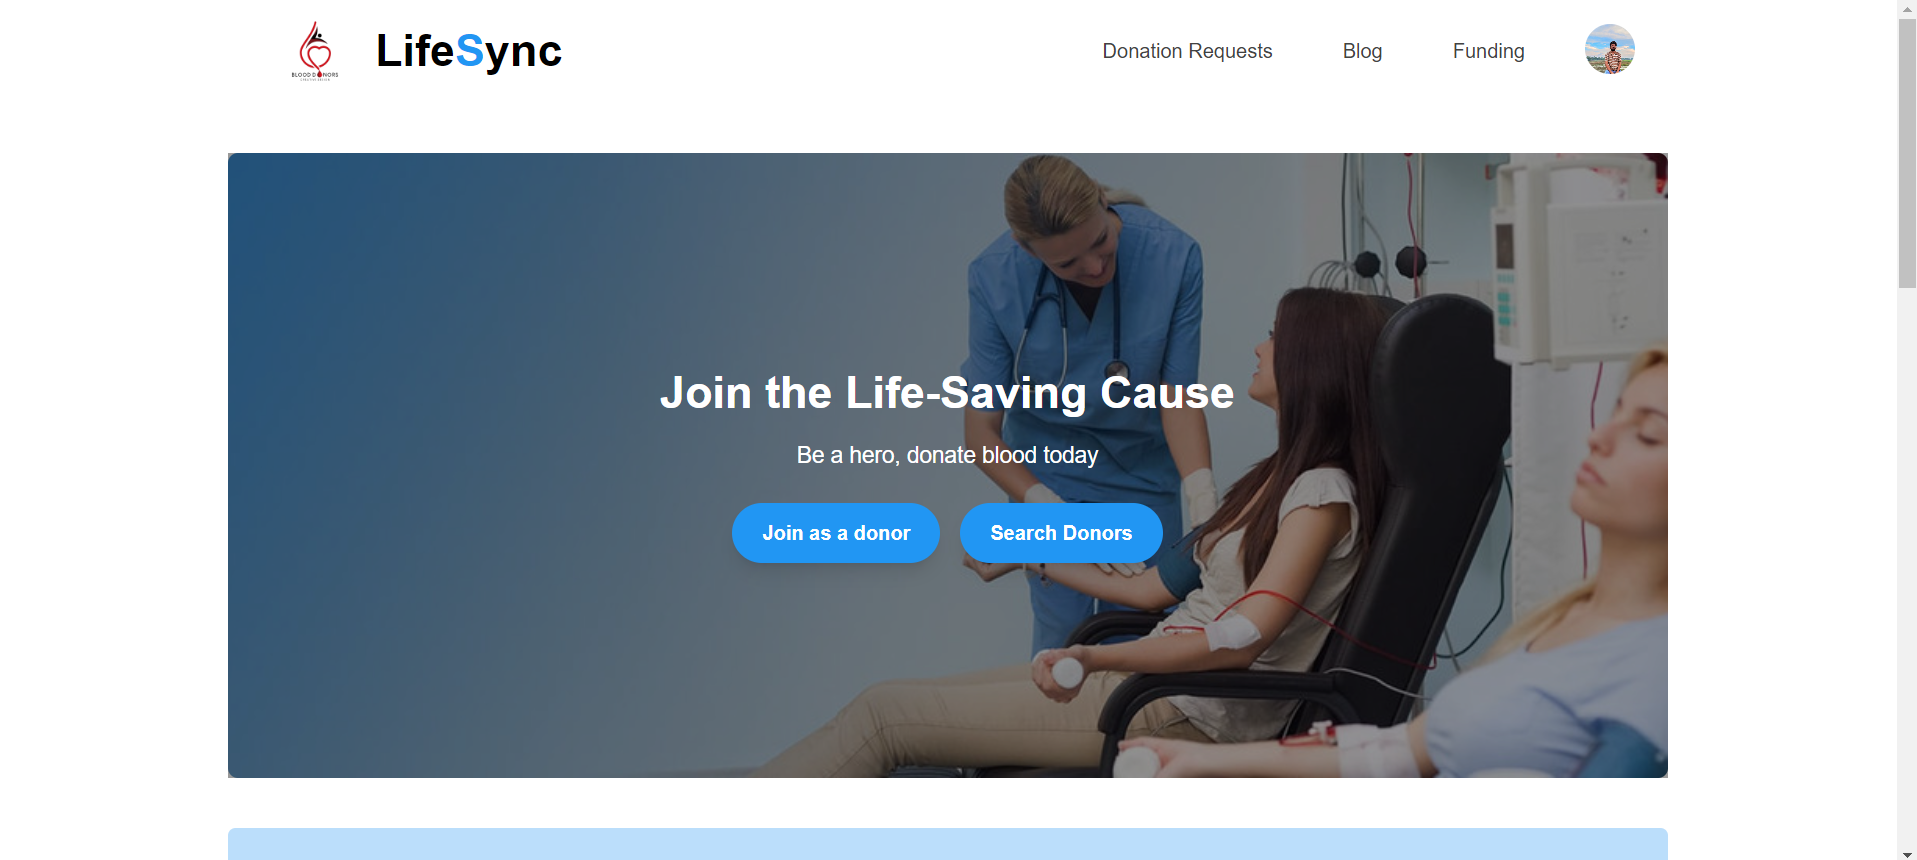 BLOOD DONORS
LifeSync
Donation Requests
Blog
Funding
Join the Life-Saving Cause
Be a hero, donate blood today
Join as a donor
Search Donors